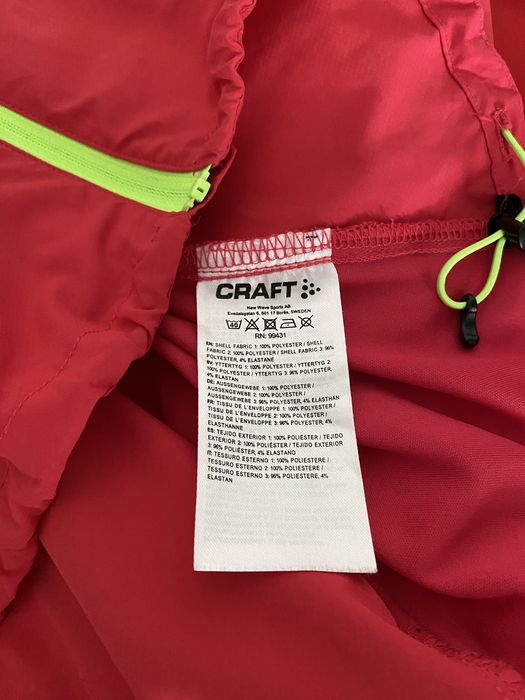 CRAFT
New Wave Sports AB
Evedalsgatan 5, 501 17 Borås, SWEDEN
40
RN: 99431
EN: SHELL FABRIC 1: 100% POLYESTER / SHELL
FABRIC 2: 100% POLYESTER / SHELL FABRIC 3: 96%
POLYESTER, 4% ELASTANE
SV: YTTERTYG 1: 100% POLYESTER / YTTERTYG 2:
100% POLYESTER / YTTERTYG 3: 96% POLYESTER,
4% ELASTAN
DE: AUSSENGEWEBE 1: 100% POLYESTER /
AUSSENGEWEBE 2: 100% POLYESTER /
AUSSENGEWEBE 3: 96% POLYESTER, 4% ELASTHAN
FR: TISSU DE L'ENVELOPPE 1: 100% POLYESTER /
TISSU DE L'ENVELOPPE 2: 100% POLYESTER /
TISSU DE L'ENVELOPPE 3: 96% POLYESTER, 4%
ELASTHANNE
ES: TEJIDO EXTERIOR 1: 100% POLIÉSTER / TEJIDO
EXTERIOR 2: 100% POLIÉSTER / TEJIDO EXTERIOR
3: 96% POLIÉSTER, 4% ELASTANO
IT: TESSUTO ESTERNO 1: 100% POLIESTERE /
TESSUTO ESTERNO 2: 100% POLIESTERE /
TESSUTO ESTERNO 3: 96% POLIESTERE, 4%
ELASTAN